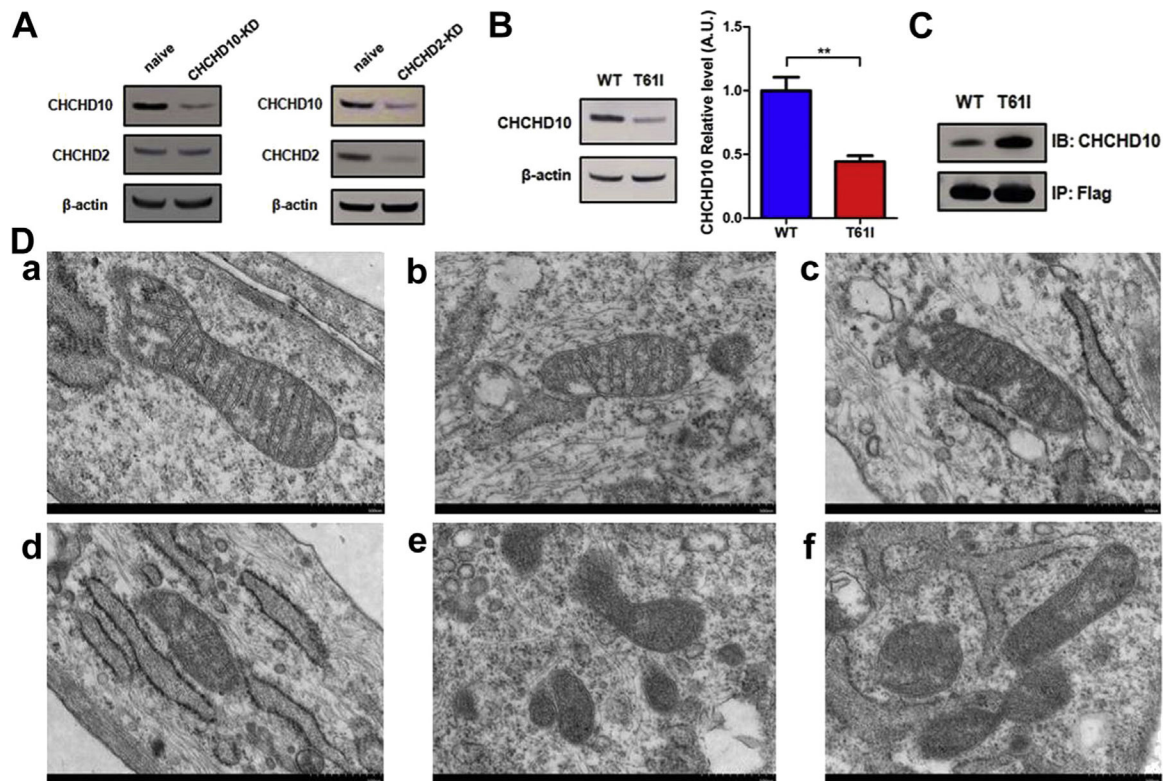 A
naive
CHCHD10-KD
CHCHD10
CHCHD2
β-actin
naive
CHCHD2-KD
CHCHD10
CHCHD2
β-actin
B
WT T61I
CHCHD10
β-actin
CHCHD10 Relative level (A.U.)
1.5
1.0
0.5
0.0
**
WT
T61I
C
WT T61I
IB: CHCHD10
IP: Flag
D
a
b
c
d
e
f